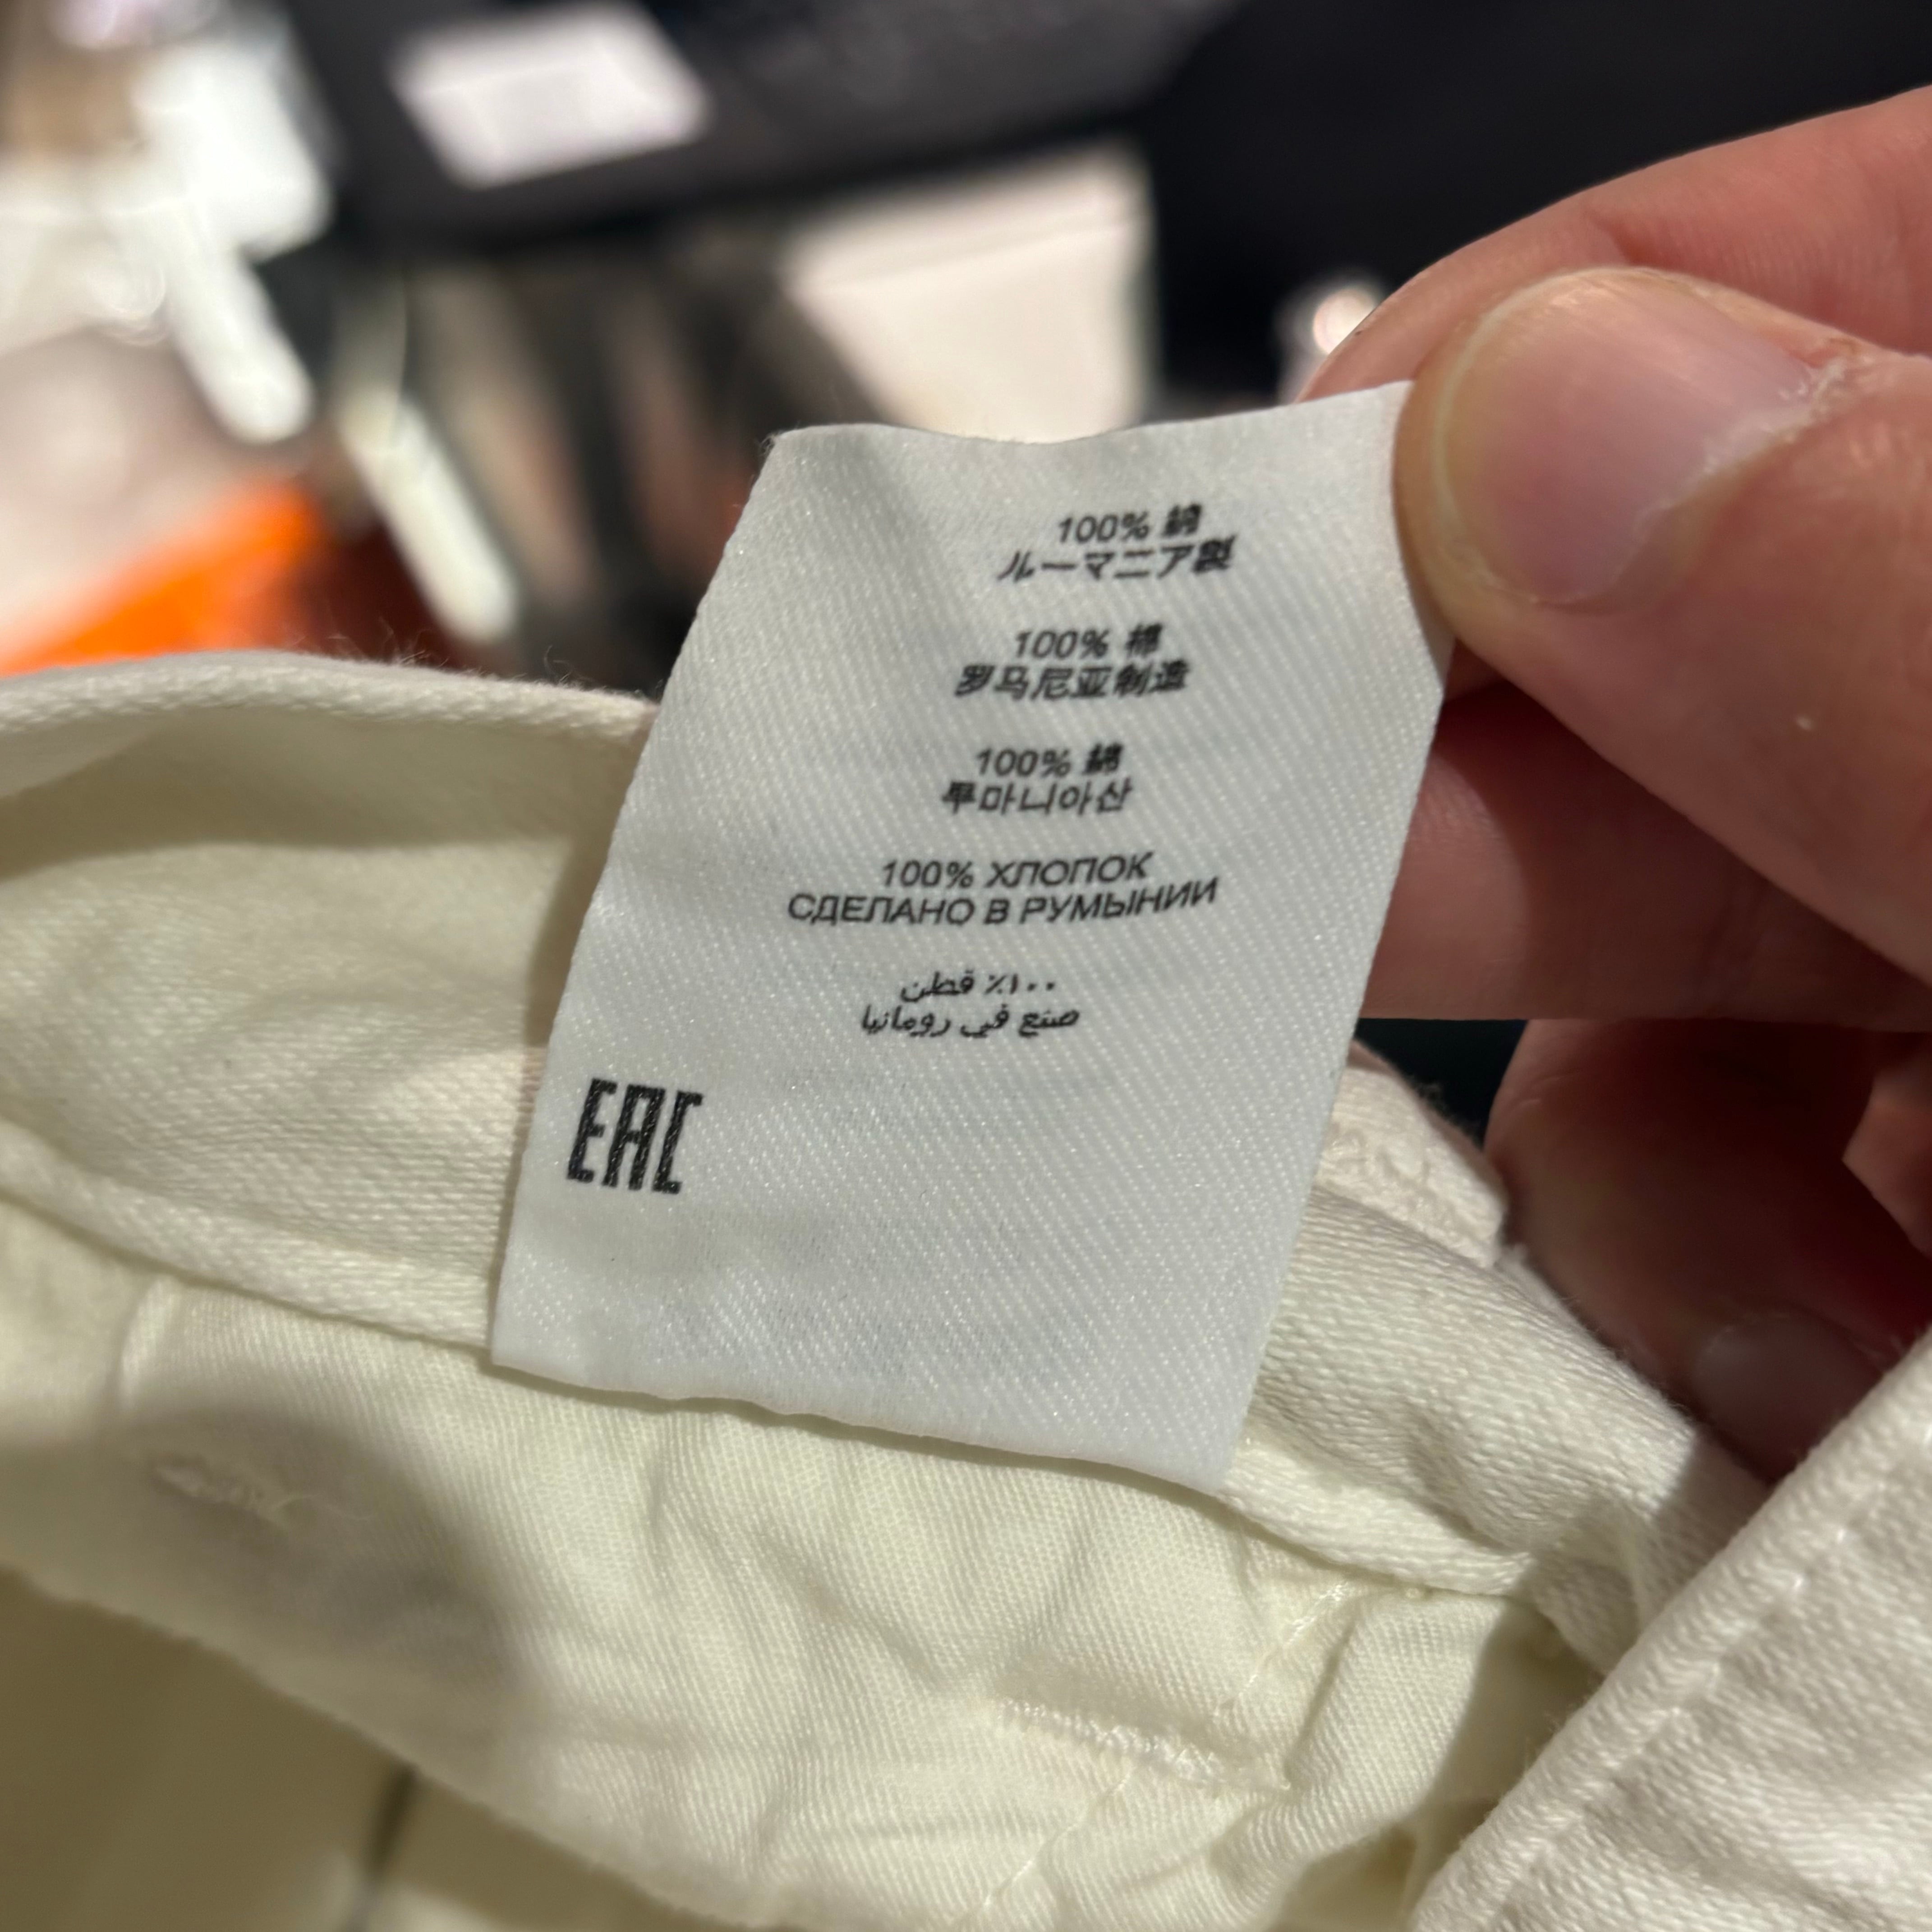 100% 綿
ルーマニア製
100% 棉
罗马尼亚制造
100% 綿
루마니아산
100% ХЛОПОК
СДЕЛАНО В РУМЫНИИ
٪١٠٠ قطن
صنع في رومانيا
EAC